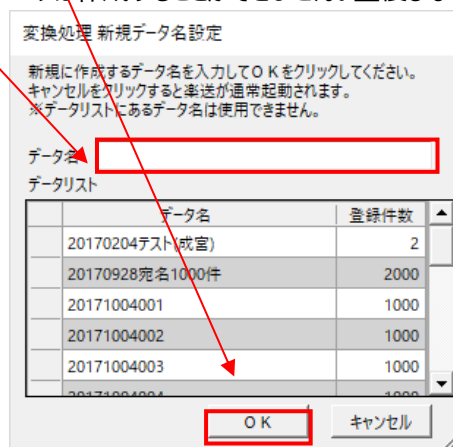 変換処理 新規データ名設定
新規に作成するデータ名を入力してＯＫをクリックしてください。
キャンセルをクリックすると楽送が通常起動されます。
※データリストにあるデータ名は使用できません。
データ名
データリスト
データ名 登録件数
20170204テスト(成宮) 2
20170928宛名1000件 2000
20171004001 1000
20171004002 1000
20171004003 1000
20171004004 1000
ＯＫ キャンセル